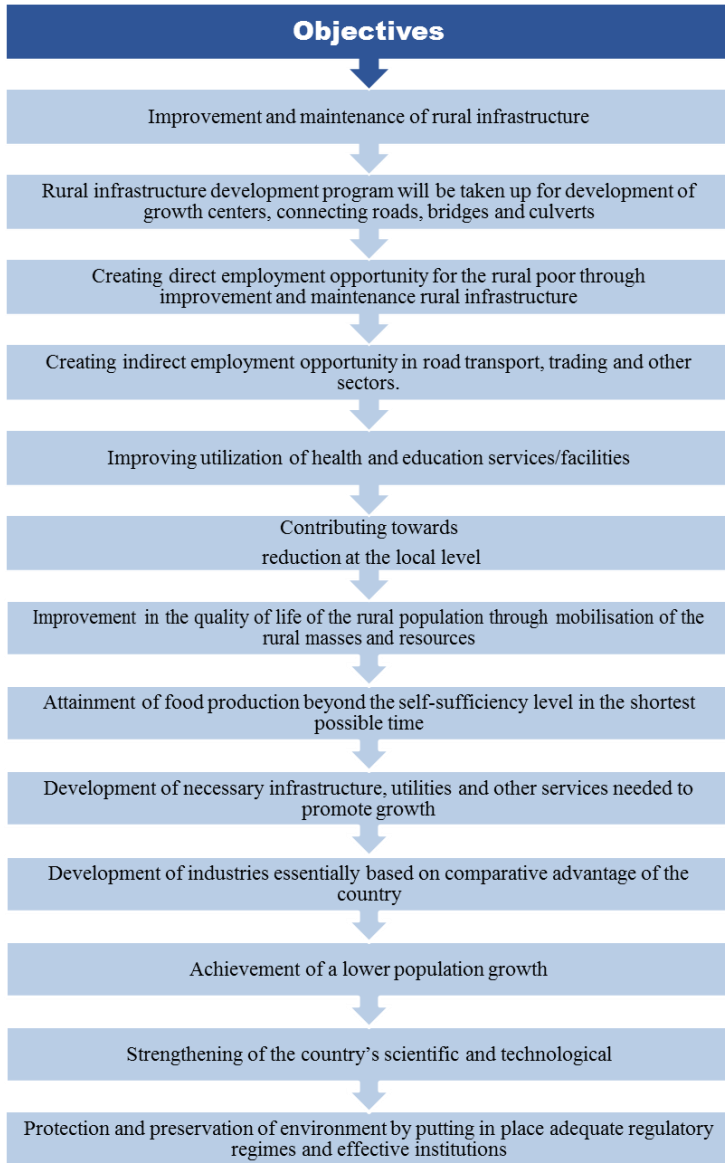 Objectives
Improvement and maintenance of rural infrastructure
Rural infrastructure development program will be taken up for development of
growth centers, connecting roads, bridges and culverts
Creating direct employment opportunity for the rural poor through
improvement and maintenance rural infrastructure
Creating indirect employment opportunity in road transport, trading and other
sectors.
Improving utilization of health and education services/facilities
Contributing towards
reduction at the local level
Improvement in the quality of life of the rural population through mobilisation of the
rural masses and resources
Attainment of food production beyond the self-sufficiency level in the shortest
possible time
Development of necessary infrastructure, utilities and other services needed to
promote growth
Development of industries essentially based on comparative advantage of the
country
Achievement of a lower population growth
Strengthening of the country’s scientific and technological
Protection and preservation of environment by putting in place adequate regulatory
regimes and effective institutions